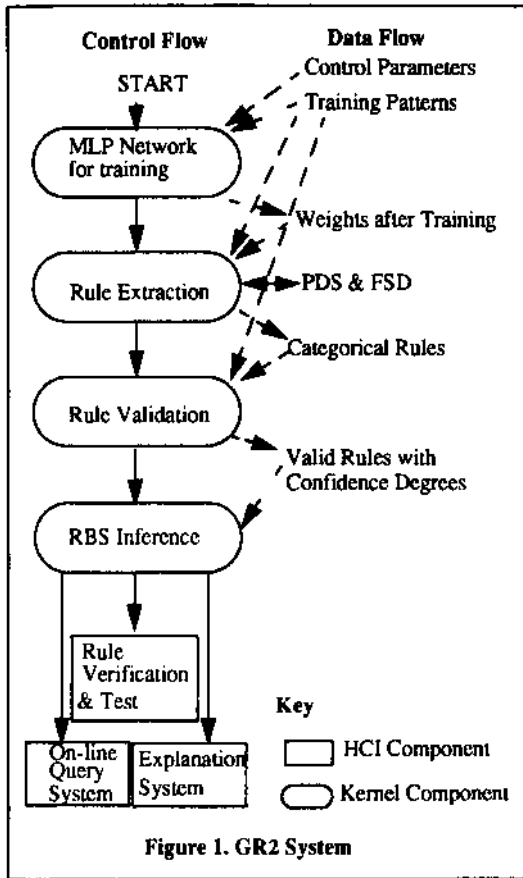 Control Flow
Data Flow
START
Control Parameters
Training Patterns
MLP Network
for training
Weights after Training
Rule Extraction
PDS & FSD
Categorical Rules
Rule Validation
Valid Rules with
Confidence Degrees
RBS Inference
Rule
Verification
& Test
On-line
Query
System
Explanation
System
Key
HCI Component
Kernel Component
Figure 1. GR2 System